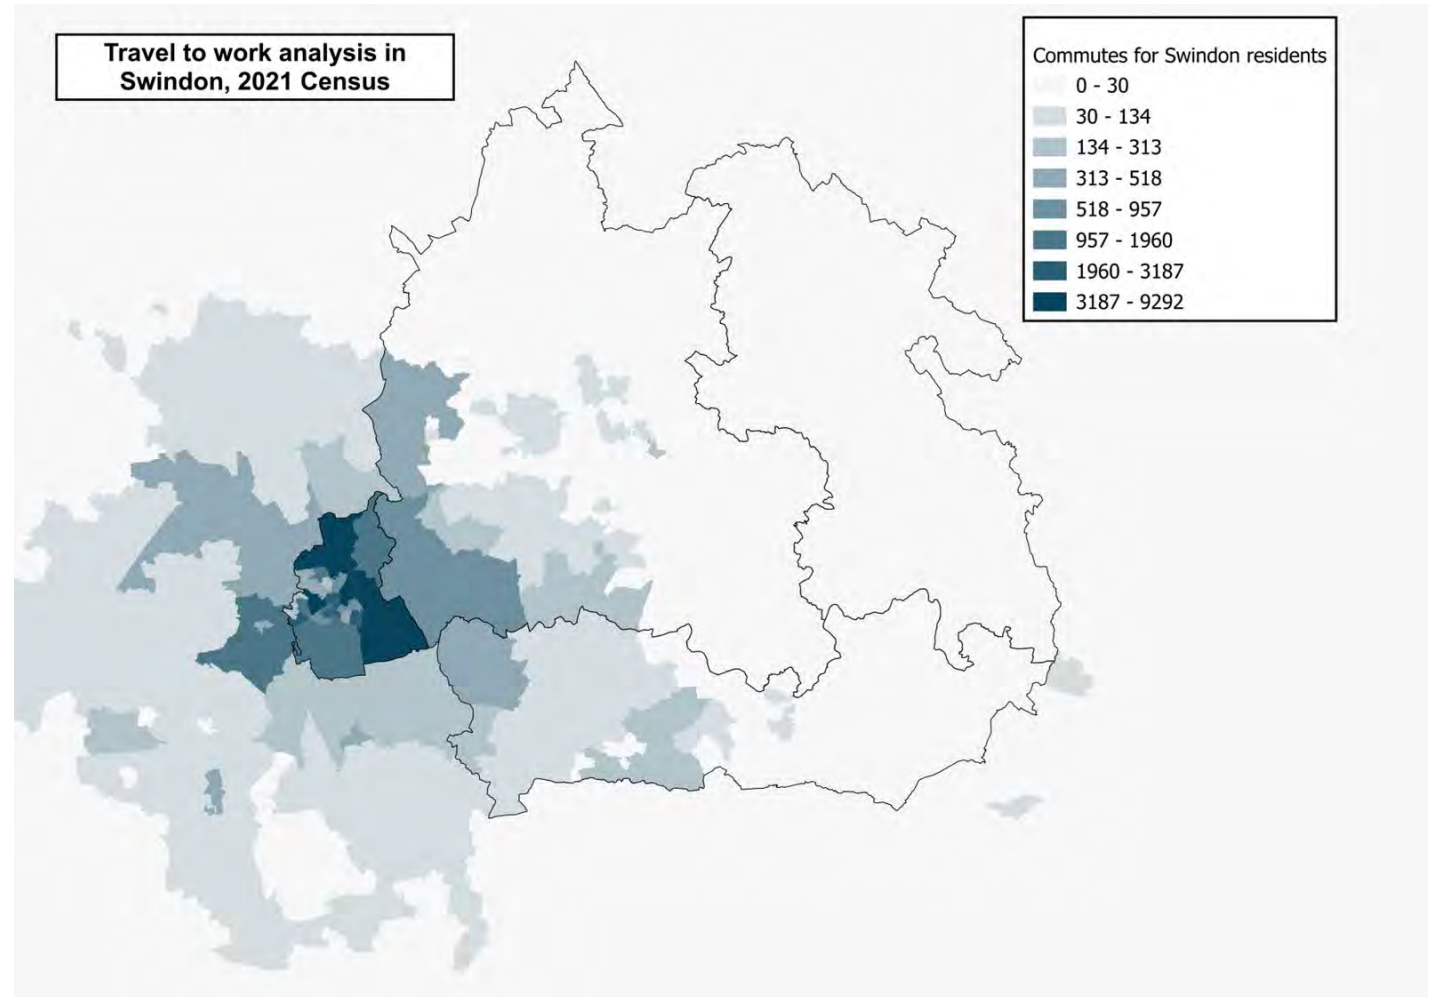 Travel to work analysis in
Swindon, 2021 Census
Commutes for Swindon residents
0 - 30
30 - 134
134 - 313
313 - 518
518 - 957
957 - 1960
1960 - 3187
3187 - 9292